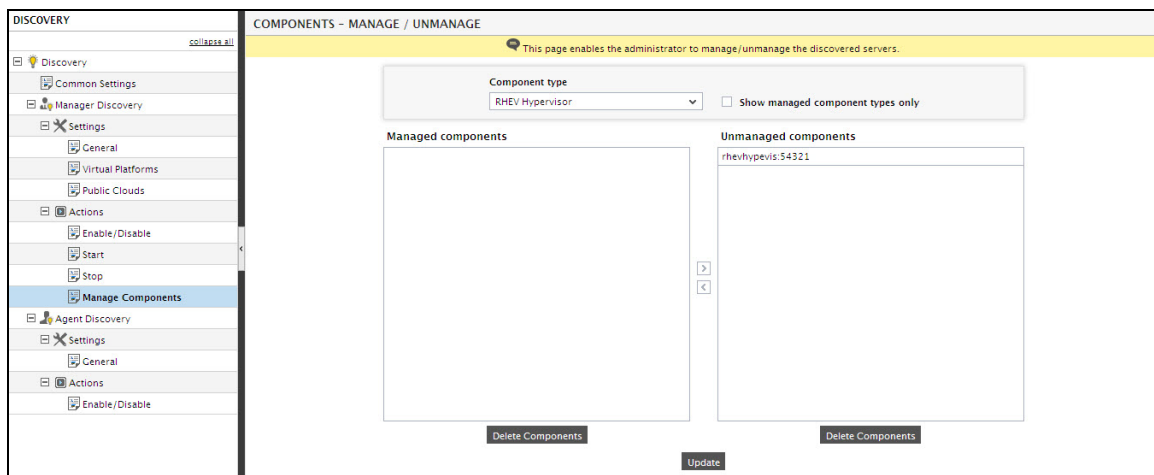 DISCOVERY
collapse all
Discovery
Common Settings
Manager Discovery
Settings
General
Virtual Platforms
Public Clouds
Actions
Enable/Disable
Start
Stop
Manage Components
Agent Discovery
Settings
General
Actions
Enable/Disable
COMPONENTS - MANAGE / UNMANAGE
This page enables the administrator to manage/unmanage the discovered servers.
Component type
RHEV Hypervisor
Show managed component types only
Managed components
Unmanaged components
rhevhypevis:54321
Delete Components
Delete Components
Update